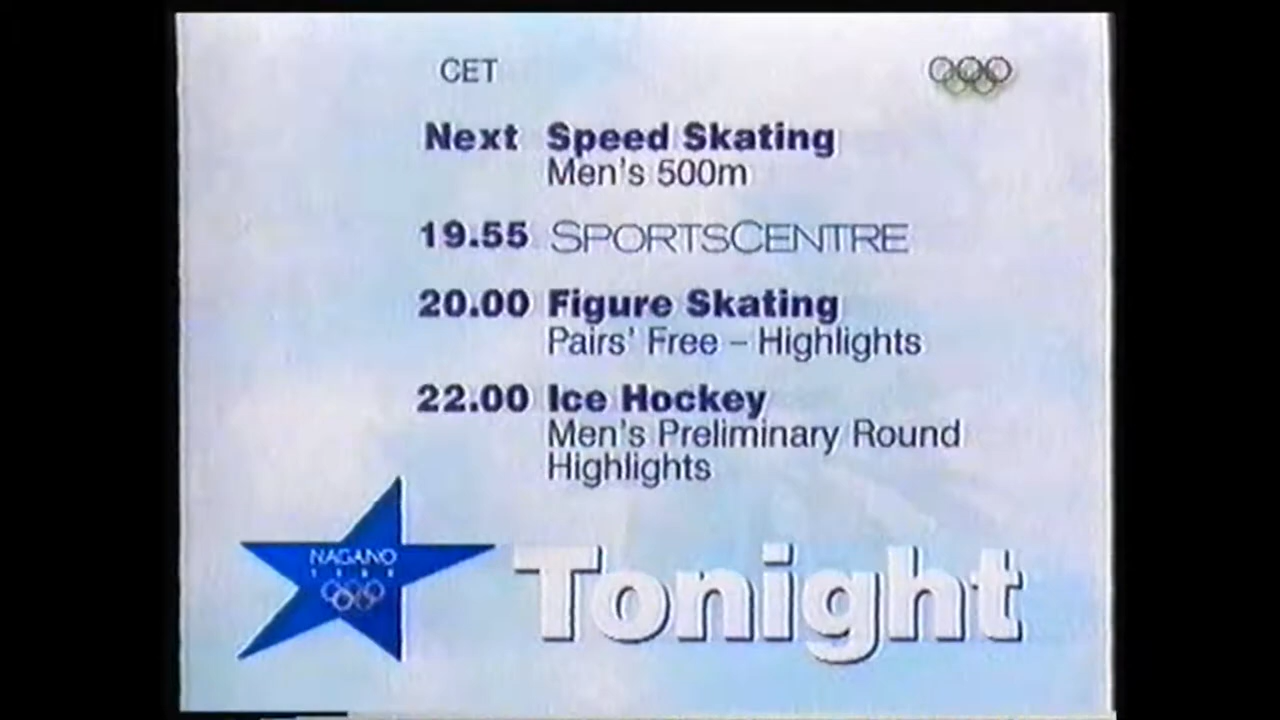 CET
Next Speed Skating
Men's 500m
19.55 SPORTSCENTRE
20.00 Figure Skating
Pairs' Free – Highlights
22.00 Ice Hockey
Men's Preliminary Round
Highlights
NAGANO
1998
Tonight